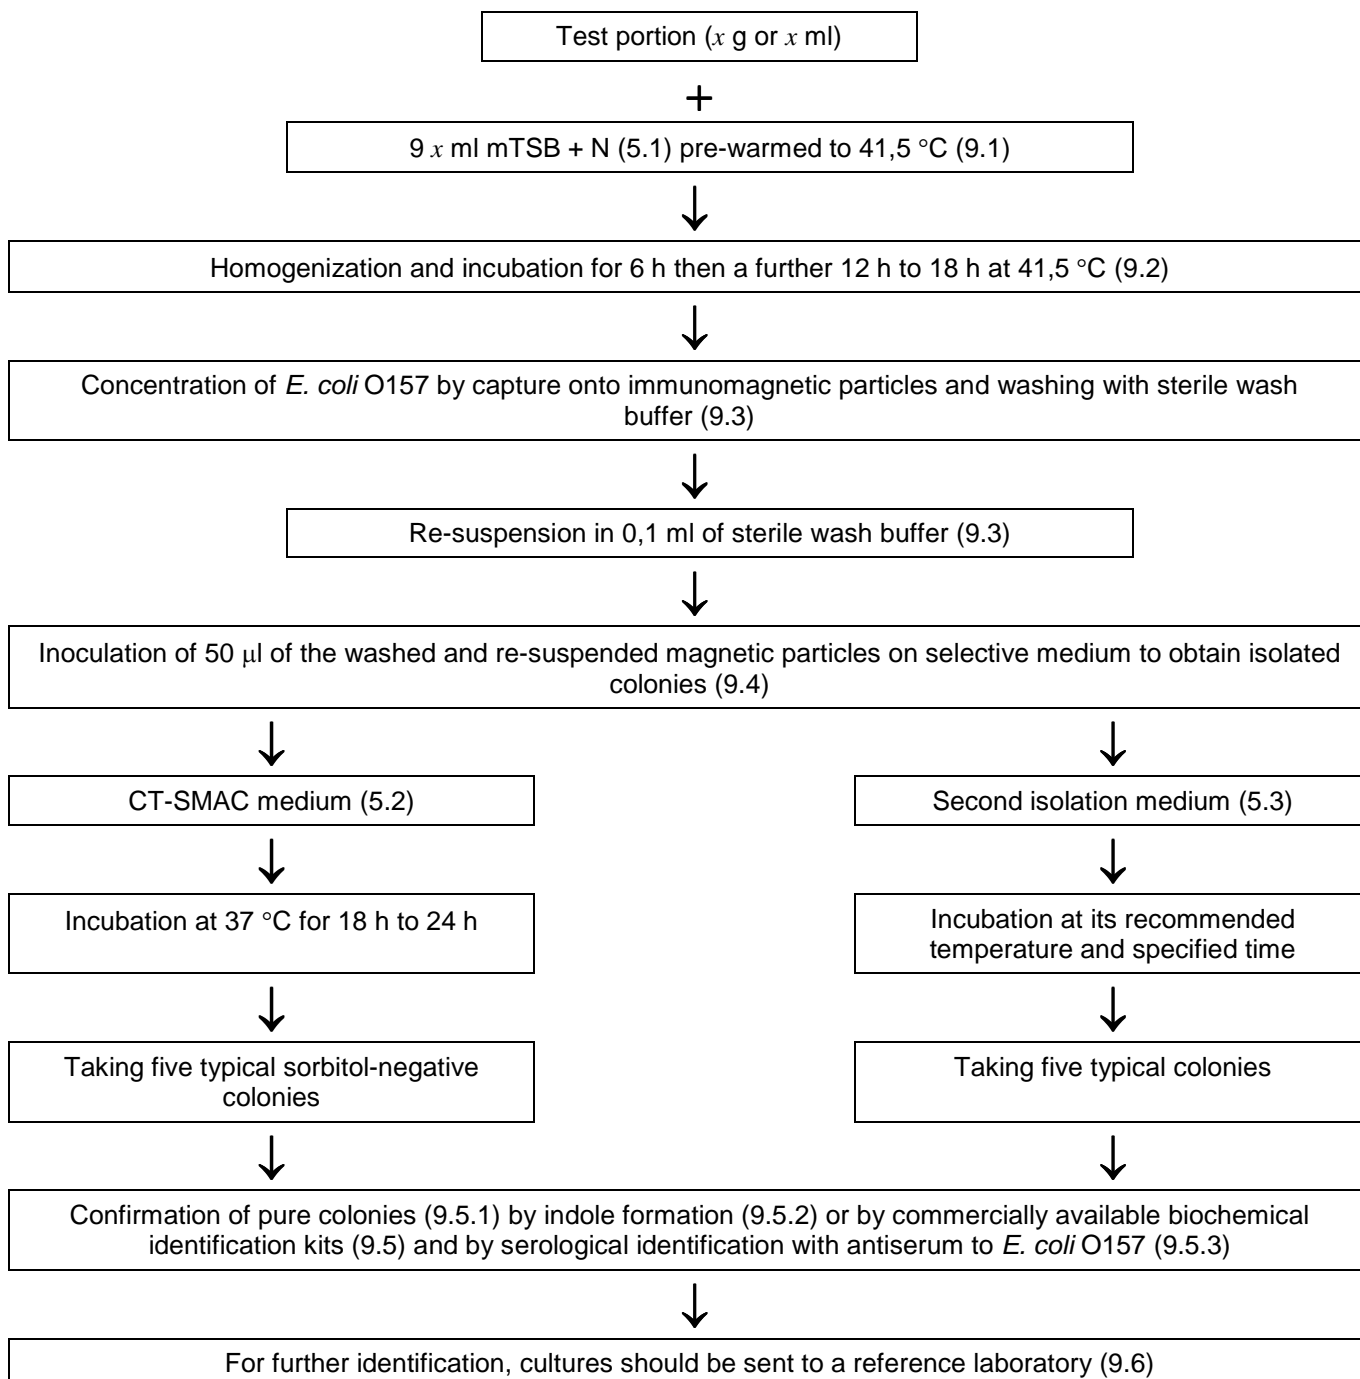 Test portion (x g or x ml)
+
9 x ml mTSB + N (5.1) pre-warmed to 41,5 °C (9.1)
Homogenization and incubation for 6 h then a further 12 h to 18 h at 41,5 °C (9.2)
Concentration of E. coli O157 by capture onto immunomagnetic particles and washing with sterile wash
buffer (9.3)
Re-suspension in 0,1 ml of sterile wash buffer (9.3)
Inoculation of 50 μl of the washed and re-suspended magnetic particles on selective medium to obtain isolated
colonies (9.4)
CT-SMAC medium (5.2)
Second isolation medium (5.3)
Incubation at 37 °C for 18 h to 24 h
Incubation at its recommended
temperature and specified time
Taking five typical sorbitol-negative
colonies
Taking five typical colonies
Confirmation of pure colonies (9.5.1) by indole formation (9.5.2) or by commercially available biochemical
identification kits (9.5) and by serological identification with antiserum to E. coli O157 (9.5.3)
For further identification, cultures should be sent to a reference laboratory (9.6)